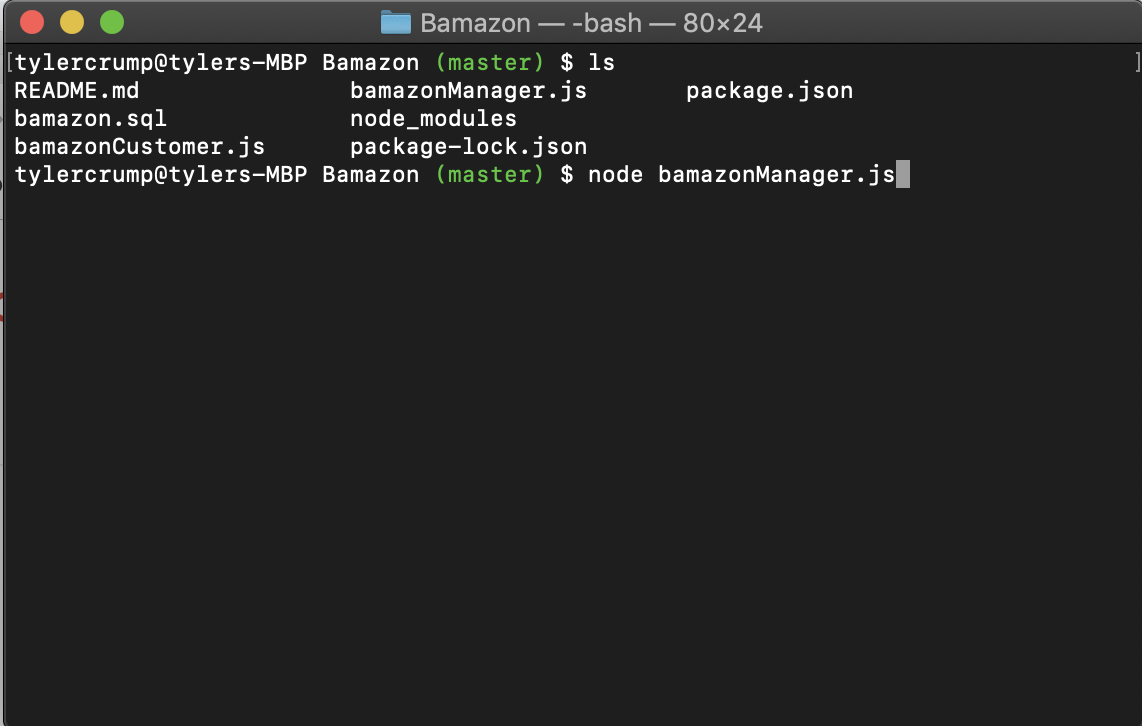 Bamazon — -bash — 80×24
[tylercrump@tylers-MBP Bamazon (master) $ ls ]
README.md bamazonManager.js package.json
bamazon.sql node_modules
bamazonCustomer.js package-lock.json
tylercrump@tylers-MBP Bamazon (master) $ node bamazonManager.js